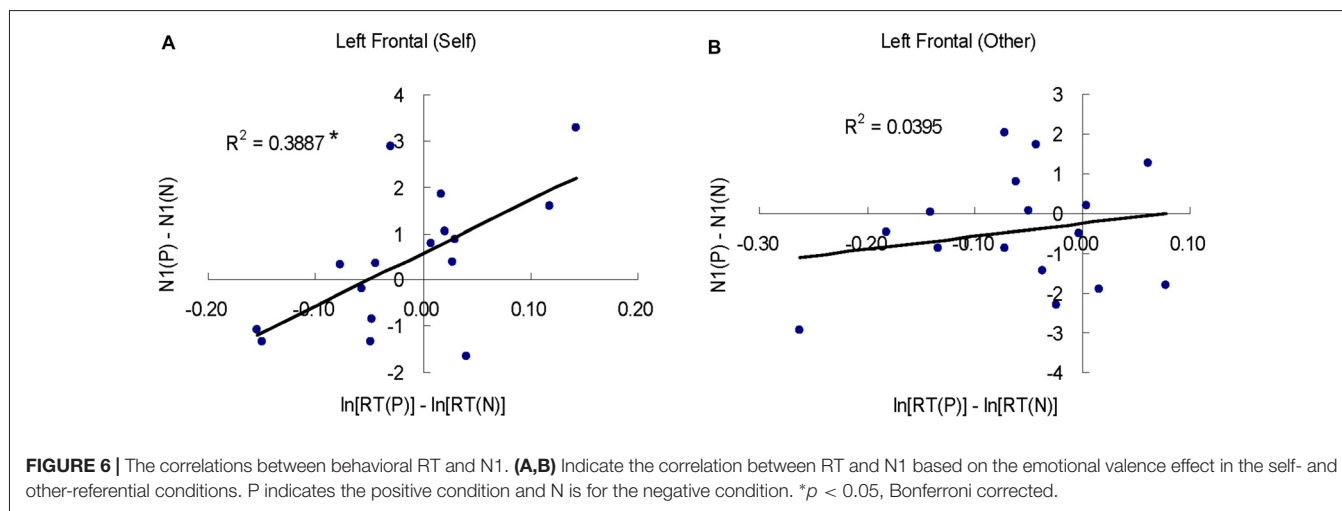 A
Left Frontal (Self)
R² = 0.3887 *
4
3
2
1
0
-1
-2
-0.20
-0.10
0.00
0.10
0.20
N1(P) - N1(N)
ln[RT(P)] - ln[RT(N)]
B
Left Frontal (Other)
R² = 0.0395
3
2
1
0
-1
-2
-3
-4
-0.30
-0.20
-0.10
0.00
0.10
N1(P) - N1(N)
ln[RT(P)] - ln[RT(N)]
FIGURE 6 | The correlations between behavioral RT and N1. (A,B) Indicate the correlation between RT and N1 based on the emotional valence effect in the self- and
other-referential conditions. P indicates the positive condition and N is for the negative condition. *p < 0.05, Bonferroni corrected.